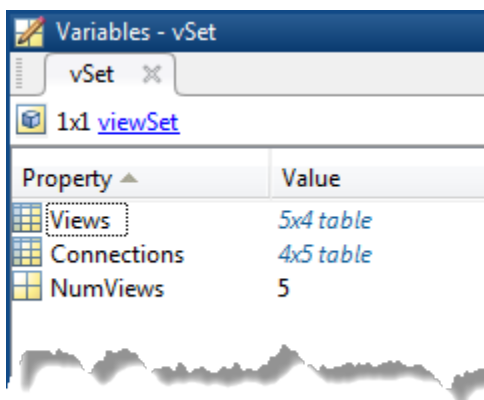 Variables - vSet
vSet
1x1 viewSet
Property Value
Views 5x4 table
Connections 4x5 table
NumViews 5